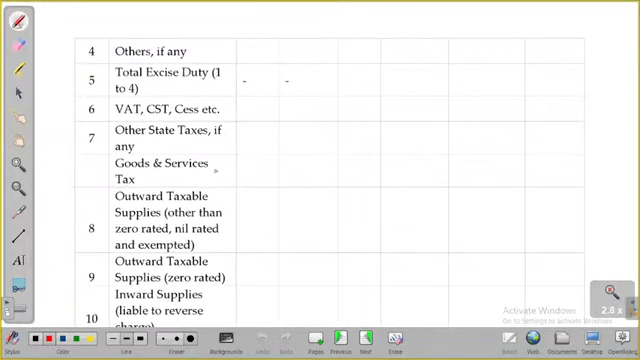 4 Others, if any
5 Total Excise Duty (1 - -
to 4)
6 VAT, CST, Cess etc.
7 Other State Taxes, if
any
Goods & Services
Tax
Outward Taxable
Supplies (other than
8 zero rated, nil rated
and exempted)
9 Outward Taxable
Supplies (zero rated)
10 Inward Supplies
(liable to reverse
charge)
AI
2.8 x
Activate Windows
Go to Settings to activate Windows.
Color
Line
Eraser
Backgrounds
Undo
Redo
Pages
Previous
Next
Erase
Board
Web
Documents
Desktop
OpenBoard